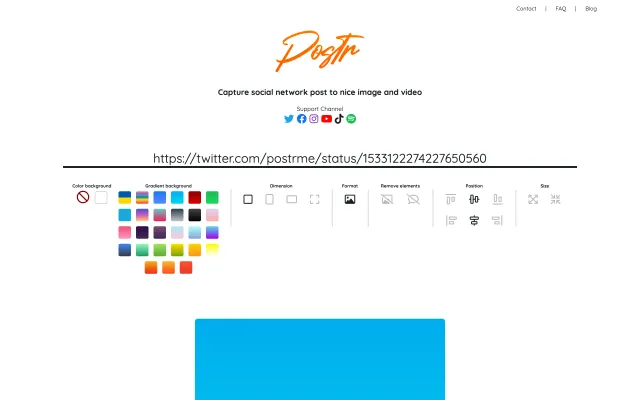 Contact | FAQ | Blog
Postr
Capture social network post to nice image and video
Support Channel
https://twitter.com/postrme/status/1533122274227650560
Color background Gradient background Dimension Format Remove elements Position Size